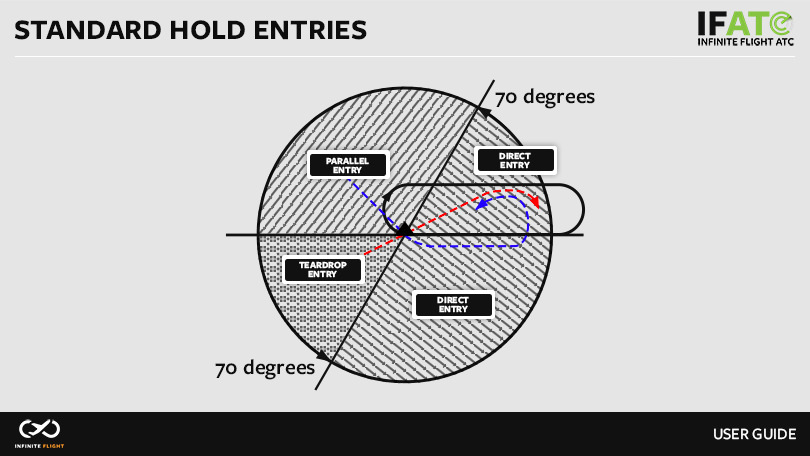 STANDARD HOLD ENTRIES
IFATC
INFINITE FLIGHT ATC
70 degrees
PARALLEL
ENTRY
DIRECT
ENTRY
TEARDROP
ENTRY
DIRECT
ENTRY
70 degrees
INFINITE FLIGHT
USER GUIDE